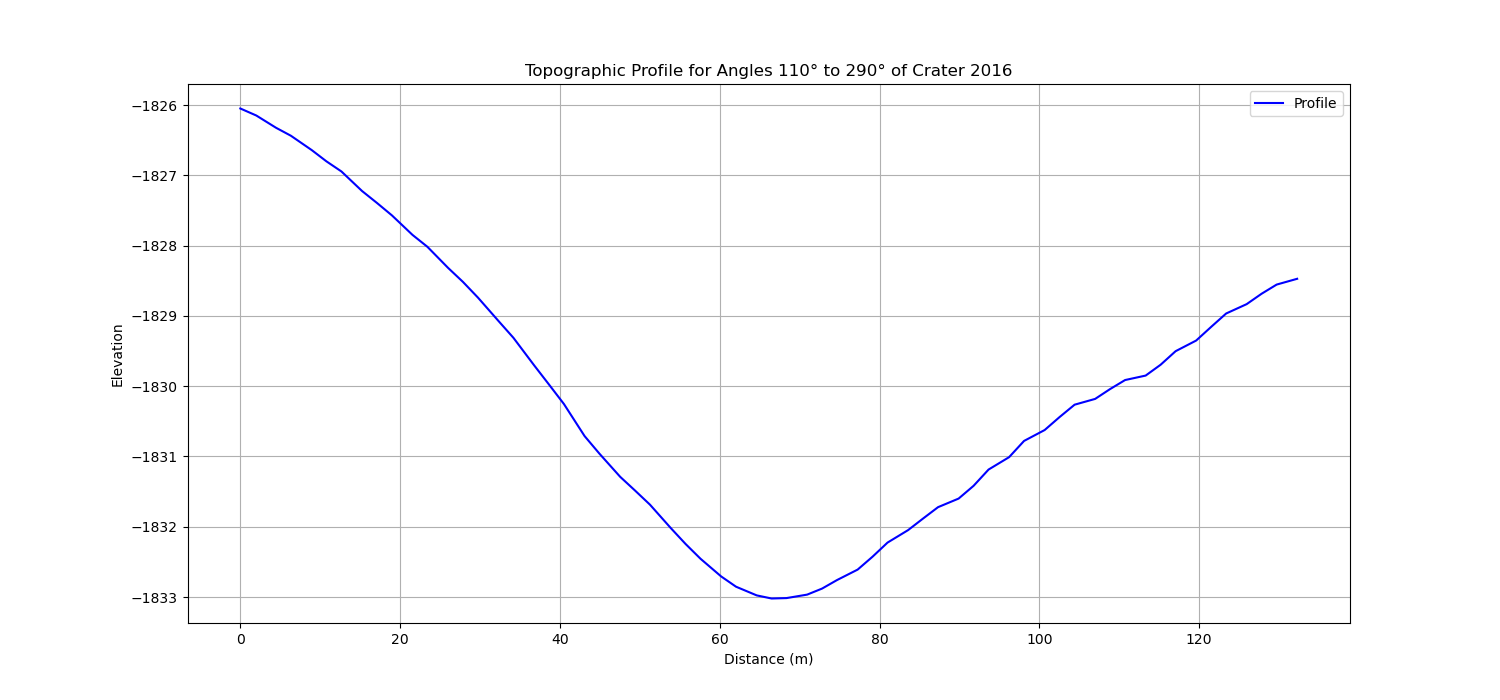 Topographic Profile for Angles 110° to 290° of Crater 2016
Profile
−1826
−1827
−1828
−1829
−1830
−1831
−1832
−1833
Elevation
0 20 40 60 80 100 120
Distance (m)